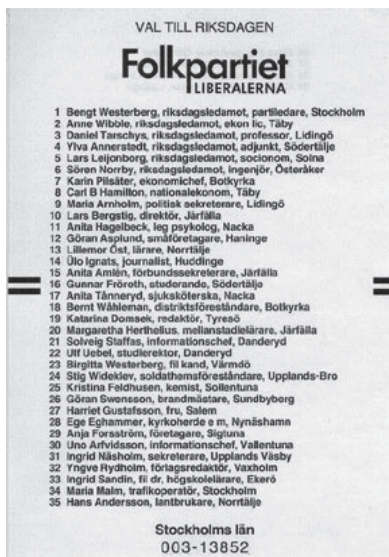 VAL TILL RIKSDAGEN
Folkpartiet
LIBERALERNA
1 Bengt Westerberg, riksdagsledamot, partiledare, Stockholm
2 Anne Wibble, riksdagsledamot, ekon lic, Täby
3 Daniel Tarschys, riksdagsledamot, professor, Lidingö
4 Ylva Annerstedt, riksdagsledamot, adjunkt, Södertälje
5 Lars Leijonborg, riksdagsledamot, socionom, Solna
6 Sören Norrby, riksdagsledamot, ingenjör, Österåker
7 Karin Pilsäter, ekonomichef, Botkyrka
8 Carl B Hamilton, nationalekonom, Täby
9 Maria Arnholm, politisk sekreterare, Lidingö
10 Lars Bergstig, direktör, Järfälla
11 Anita Hagelbeck, leg psykolog, Nacka
12 Göran Asplund, småföretagare, Haninge
13 Lillemor Öst, lärare, Norrtälje
14 Ülo Ignats, journalist, Huddinge
15 Anita Amlén, förbundssekreterare, Järfälla
16 Gunnar Fröroth, studerande, Södertälje
17 Anita Tånneryd, sjuksköterska, Nacka
18 Bernt Wåhleman, distriktsföreståndare, Botkyrka
19 Katarina Domsek, redaktör, Tyresö
20 Margaretha Herthelius, mellanstadielärare, Järfälla
21 Solveig Staffas, informationschef, Danderyd
22 Ulf Uebel, studierektor, Danderyd
23 Birgitta Westerberg, fil kand, Värmdö
24 Stig Wideklev, soldathemsföreståndare, Upplands-Bro
25 Kristina Feldhusen, kemist, Sollentuna
26 Göran Swensson, brandmästare, Sundbyberg
27 Harriet Gustafsson, fru, Salem
28 Ege Eghammer, kyrkoherde e m, Nynäshamn
29 Anja Forsström, företagare, Sigtuna
30 Uno Arfvidsson, informationschef, Vallentuna
31 Ingrid Näsholm, sekreterare, Upplands Väsby
32 Yngve Rydholm, förlagsredaktör, Vaxholm
33 Ingrid Sandin, fil dr, högskolelärare, Ekerö
34 Maria Malm, trafikoperatör, Stockholm
35 Hans Andersson, lantbrukare, Norrtälje
Stockholms län
003-13852